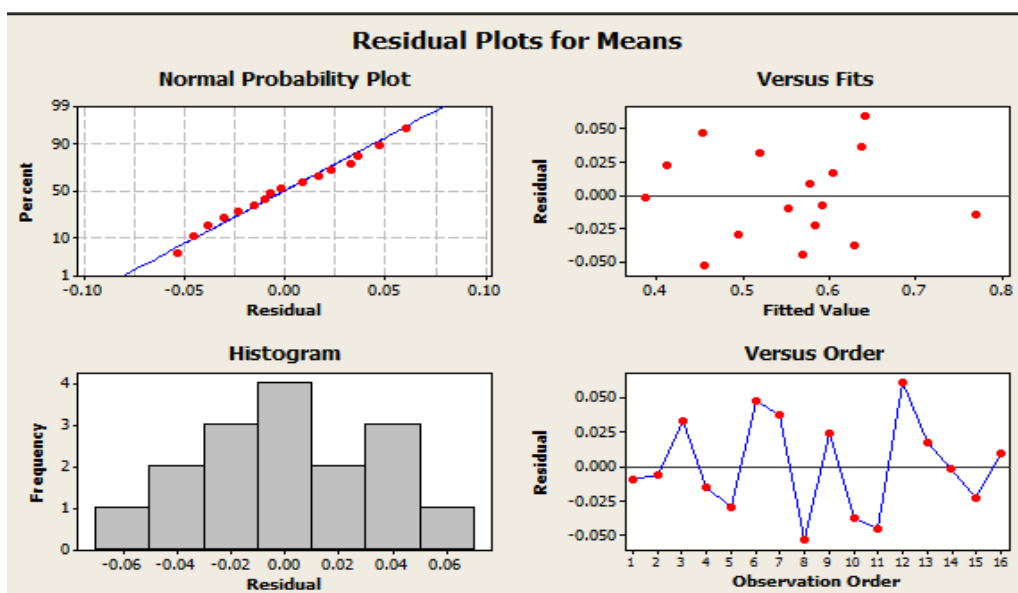 Residual Plots for Means
Normal Probability Plot
99
90
50
10
1
Percent
-0.10 -0.05 0.00 0.05 0.10
Residual
Versus Fits
0.050
0.025
0.000
-0.025
-0.050
Residual
0.4 0.5 0.6 0.7 0.8
Fitted Value
Histogram
4
3
2
1
0
Frequency
-0.06 -0.04 -0.02 0.00 0.02 0.04 0.06
Residual
Versus Order
0.050
0.025
0.000
-0.025
-0.050
Residual
1 2 3 4 5 6 7 8 9 10 11 12 13 14 15 16
Observation Order